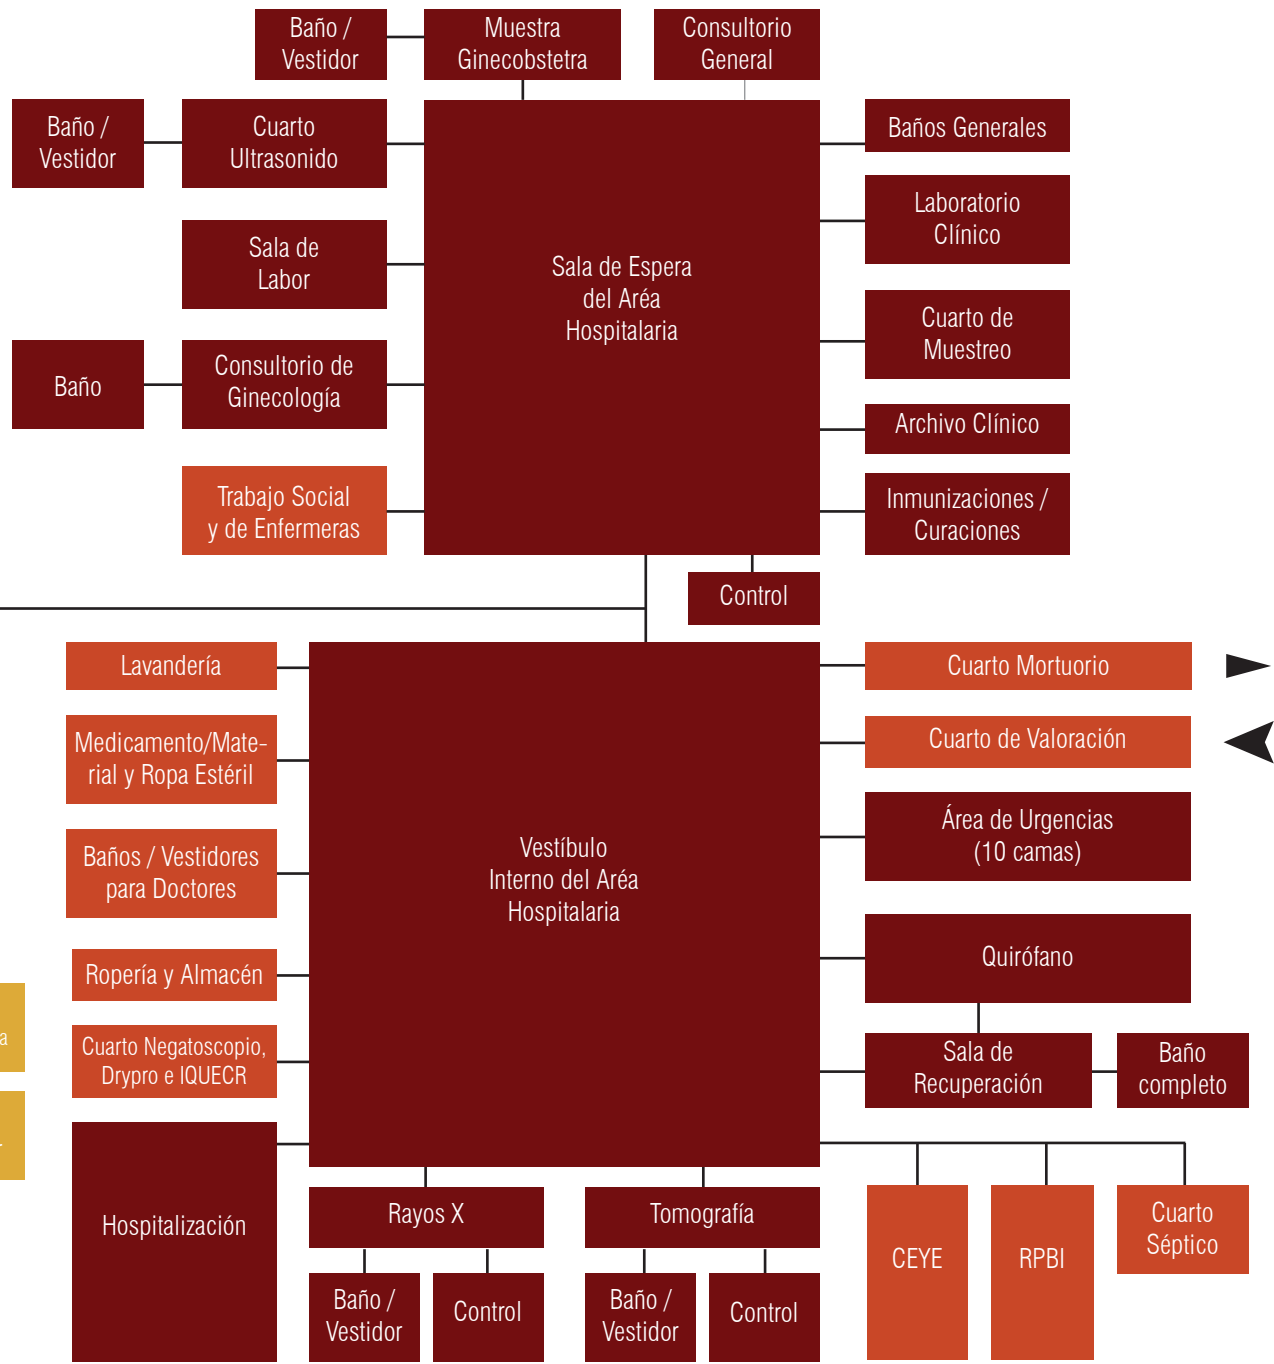 Baño /
Vestidor
Muestra
Ginecobstetra
Consultorio
General
Baño /
Vestidor
Cuarto
Ultrasonido
Baños Generales
Laboratorio
Clínico
Sala de
Labor
Sala de Espera
del Aréa
Hospitalaria
Cuarto de
Muestreo
Baño
Consultorio de
Ginecología
Archivo Clínico
Trabajo Social
y de Enfermeras
Inmunizaciones /
Curaciones
Control
Lavandería
Cuarto Mortuorio
Medicamento/Mate-
rial y Ropa Estéril
Cuarto de Valoración
Baños / Vestidores
para Doctores
Vestíbulo
Interno del Aréa
Hospitalaria
Área de Urgencias
(10 camas)
Ropería y Almacén
Quirófano
Cuarto Negatoscopio,
Drypro e IQUECR
Sala de
Recuperación
Baño
completo
Hospitalización
Rayos X
Tomografía
CEYE
RPBI
Cuarto
Séptico
Baño /
Vestidor
Control
Baño /
Vestidor
Control